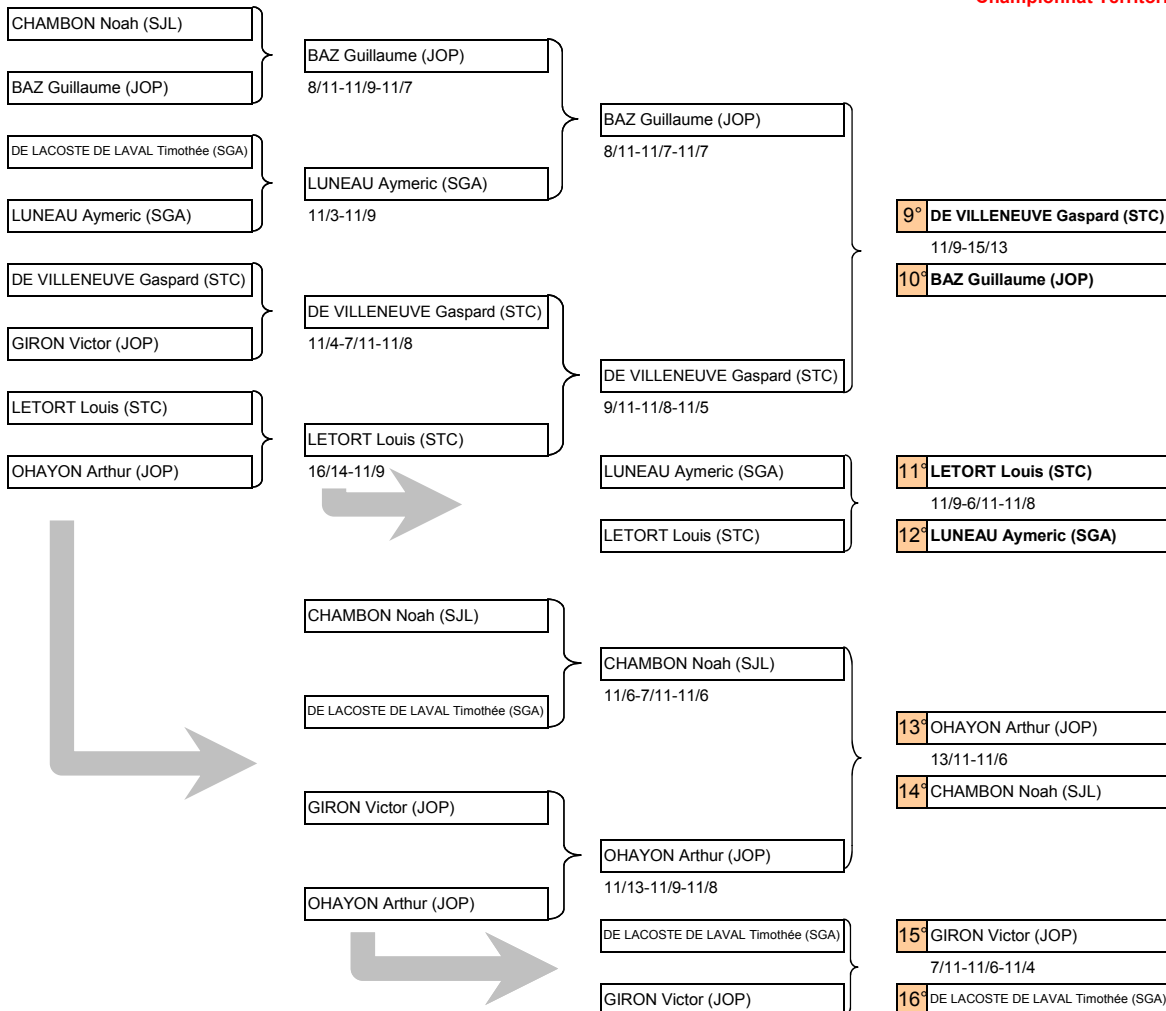 Championnat Territori
CHAMBON Noah (SJL)
BAZ Guillaume (JOP)
DE LACOSTE DE LAVAL Timothée (SGA)
LUNEAU Aymeric (SGA)
DE VILLENEUVE Gaspard (STC)
GIRON Victor (JOP)
LETORT Louis (STC)
OHAYON Arthur (JOP)
BAZ Guillaume (JOP)
8/11-11/9-11/7
LUNEAU Aymeric (SGA)
11/3-11/9
DE VILLENEUVE Gaspard (STC)
11/4-7/11-11/8
LETORT Louis (STC)
16/14-11/9
BAZ Guillaume (JOP)
8/11-11/7-11/7
DE VILLENEUVE Gaspard (STC)
9/11-11/8-11/5
LUNEAU Aymeric (SGA)
LETORT Louis (STC)
9° DE VILLENEUVE Gaspard (STC)
11/9-15/13
10° BAZ Guillaume (JOP)
11° LETORT Louis (STC)
11/9-6/11-11/8
12° LUNEAU Aymeric (SGA)
CHAMBON Noah (SJL)
DE LACOSTE DE LAVAL Timothée (SGA)
GIRON Victor (JOP)
OHAYON Arthur (JOP)
CHAMBON Noah (SJL)
11/6-7/11-11/6
OHAYON Arthur (JOP)
11/13-11/9-11/8
DE LACOSTE DE LAVAL Timothée (SGA)
GIRON Victor (JOP)
13° OHAYON Arthur (JOP)
13/11-11/6
14° CHAMBON Noah (SJL)
15° GIRON Victor (JOP)
7/11-11/6-11/4
16° DE LACOSTE DE LAVAL Timothée (SGA)